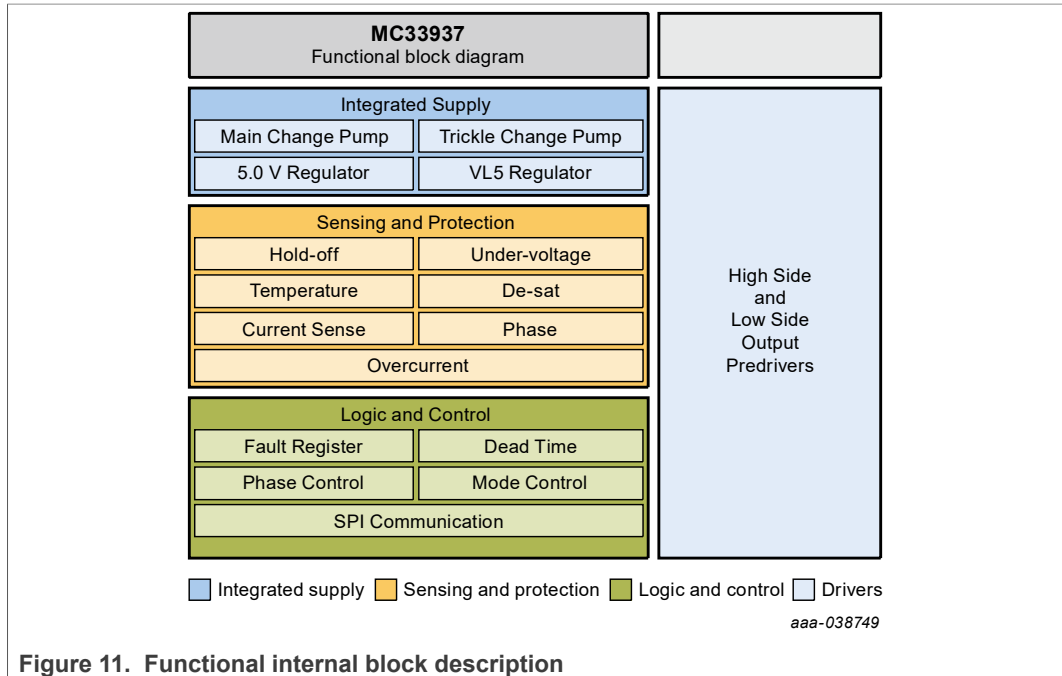 MC33937
Functional block diagram
Integrated Supply
Main Change Pump
Trickle Change Pump
5.0 V Regulator
VL5 Regulator
Sensing and Protection
Hold-off
Under-voltage
Temperature
De-sat
Current Sense
Phase
Overcurrent
Logic and Control
Fault Register
Dead Time
Phase Control
Mode Control
SPI Communication
High Side
and
Low Side
Output
Predrivers
Integrated supply
Sensing and protection
Logic and control
Drivers
aaa-038749
Figure 11. Functional internal block description